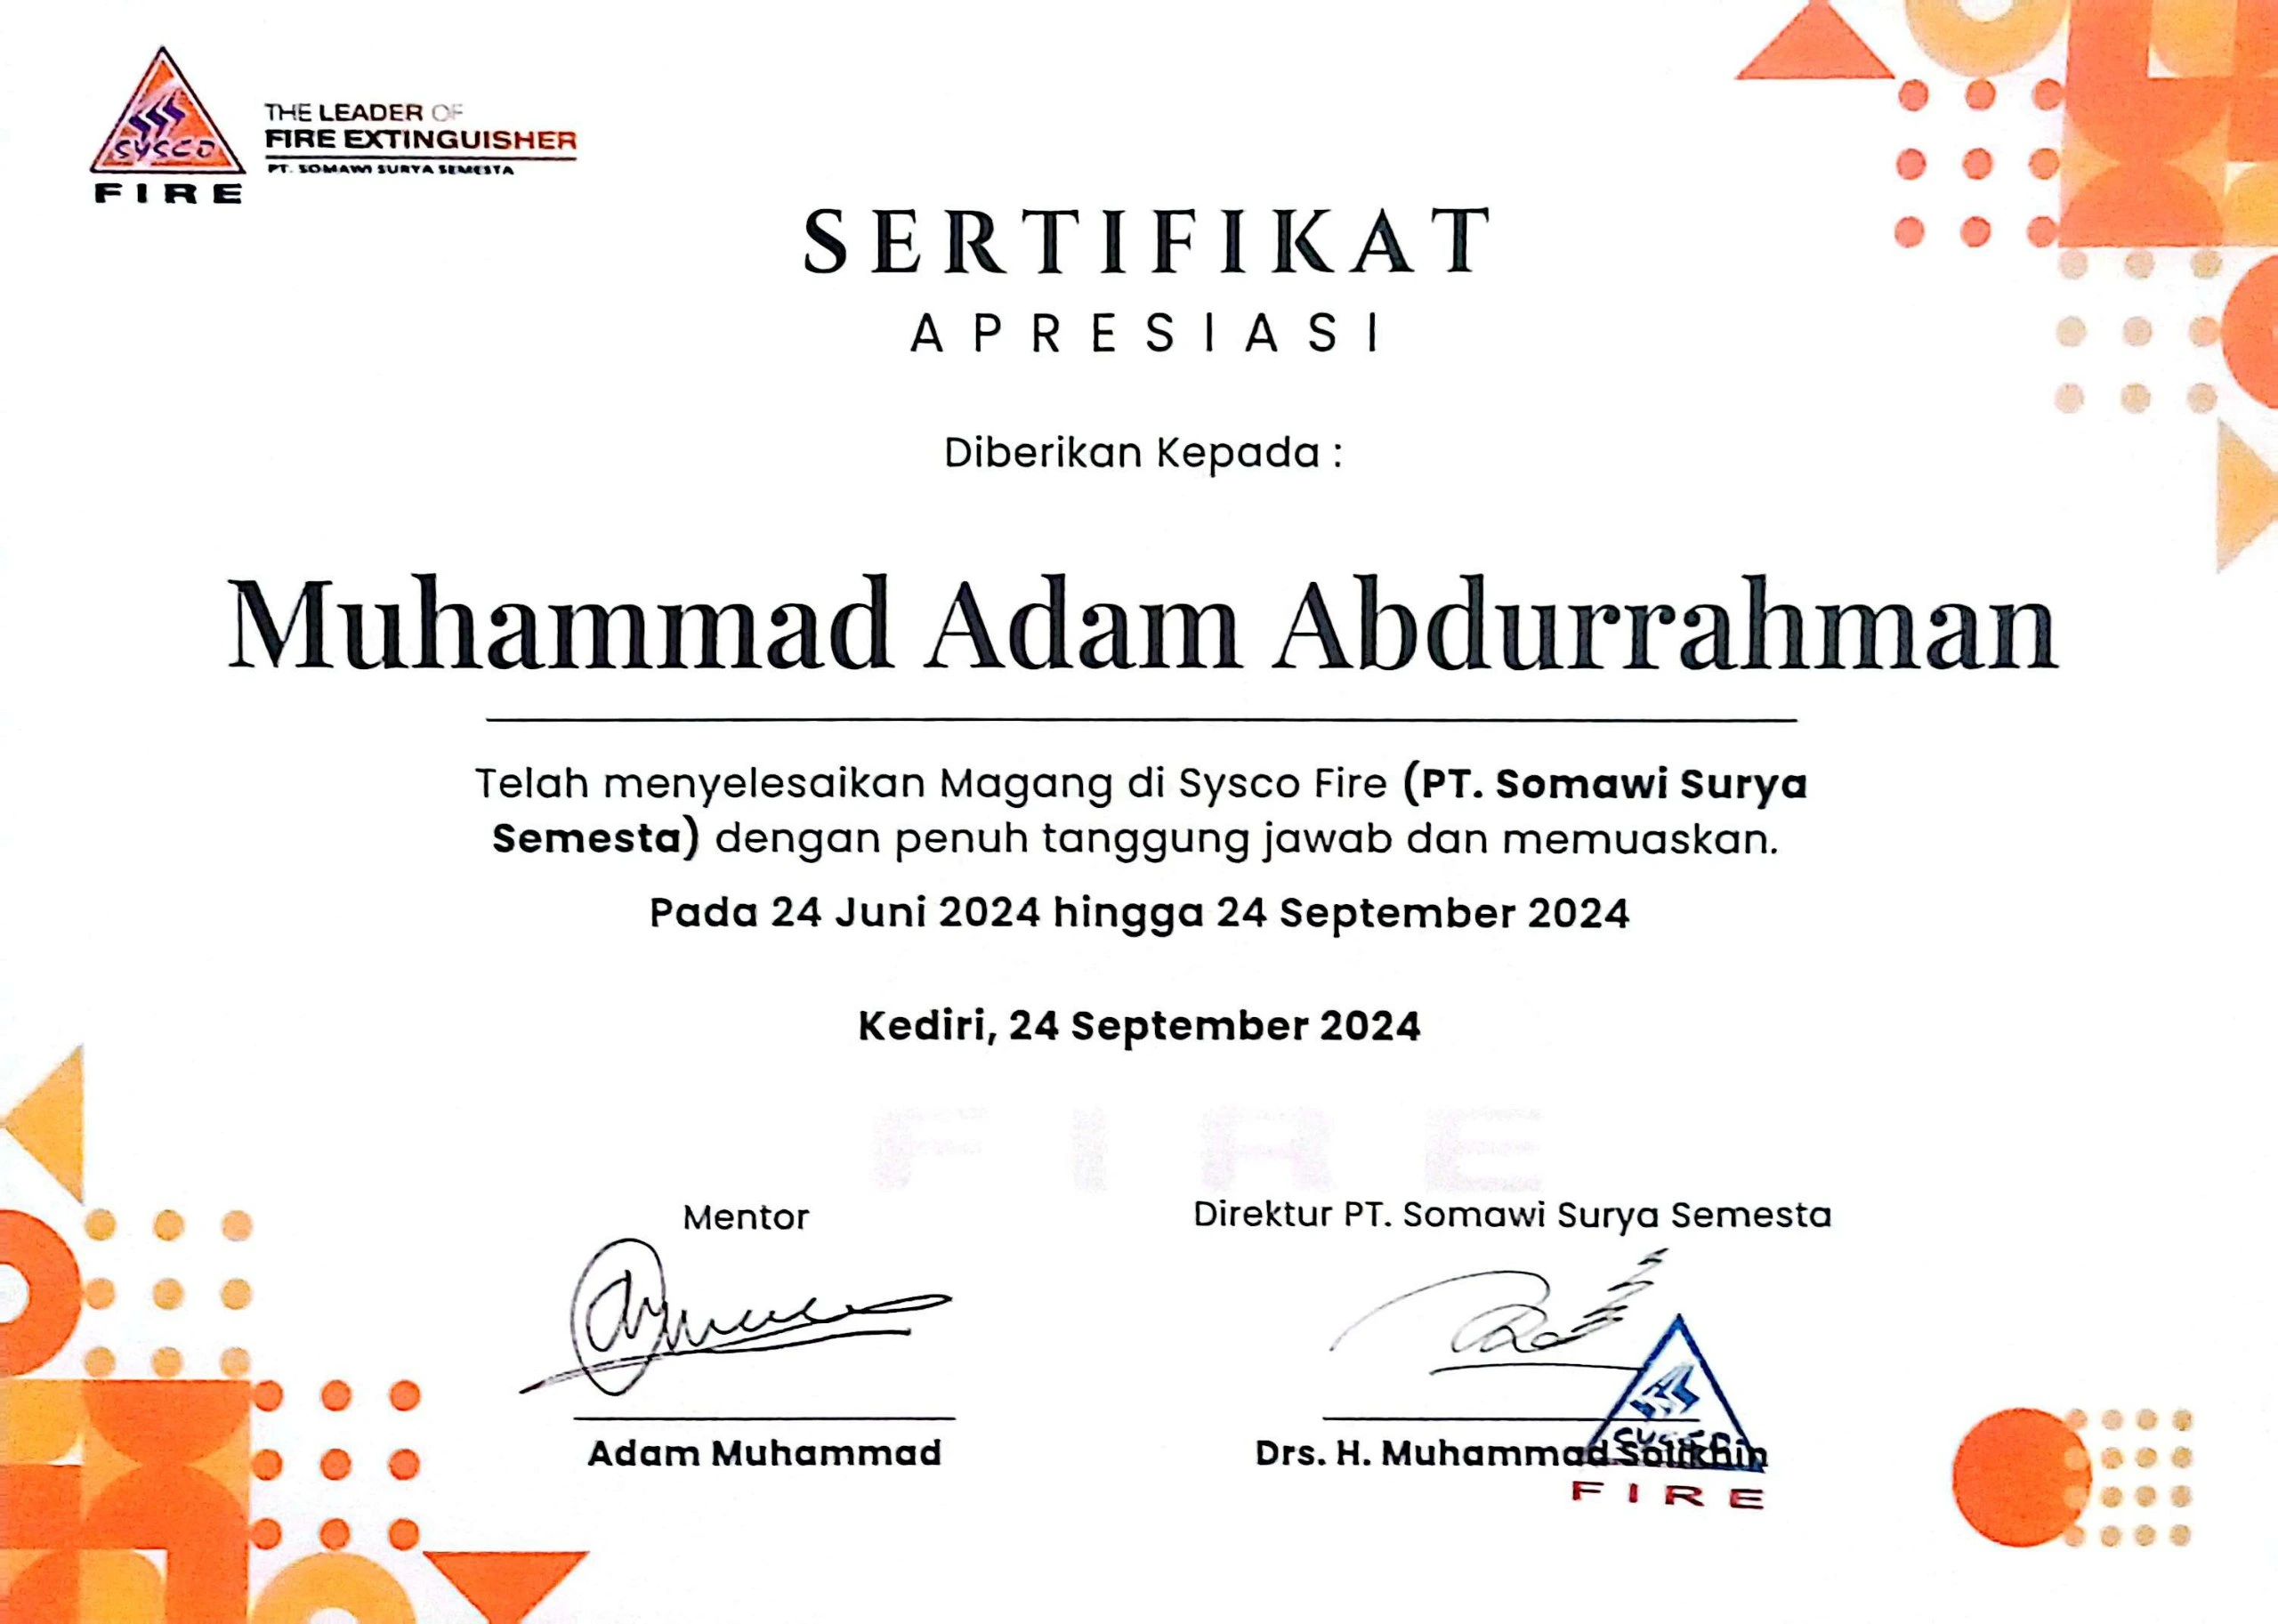 SYSCO
FIRE
THE LEADER OF
FIRE EXTINGUISHER
PT. SOMAWI SURYA SEMESTA
SERTIFIKAT
APRESIASI
Diberikan Kepada :
Muhammad Adam Abdurrahman
Telah menyelesaikan Magang di Sysco Fire (PT. Somawi Surya
Semesta) dengan penuh tanggung jawab dan memuaskan.
Pada 24 Juni 2024 hingga 24 September 2024
Kediri, 24 September 2024
FIRE
Mentor
Direktur PT. Somawi Surya Semesta
Adam Muhammad
Drs. H. Muhammad Solikhin
SYSCO
FIRE